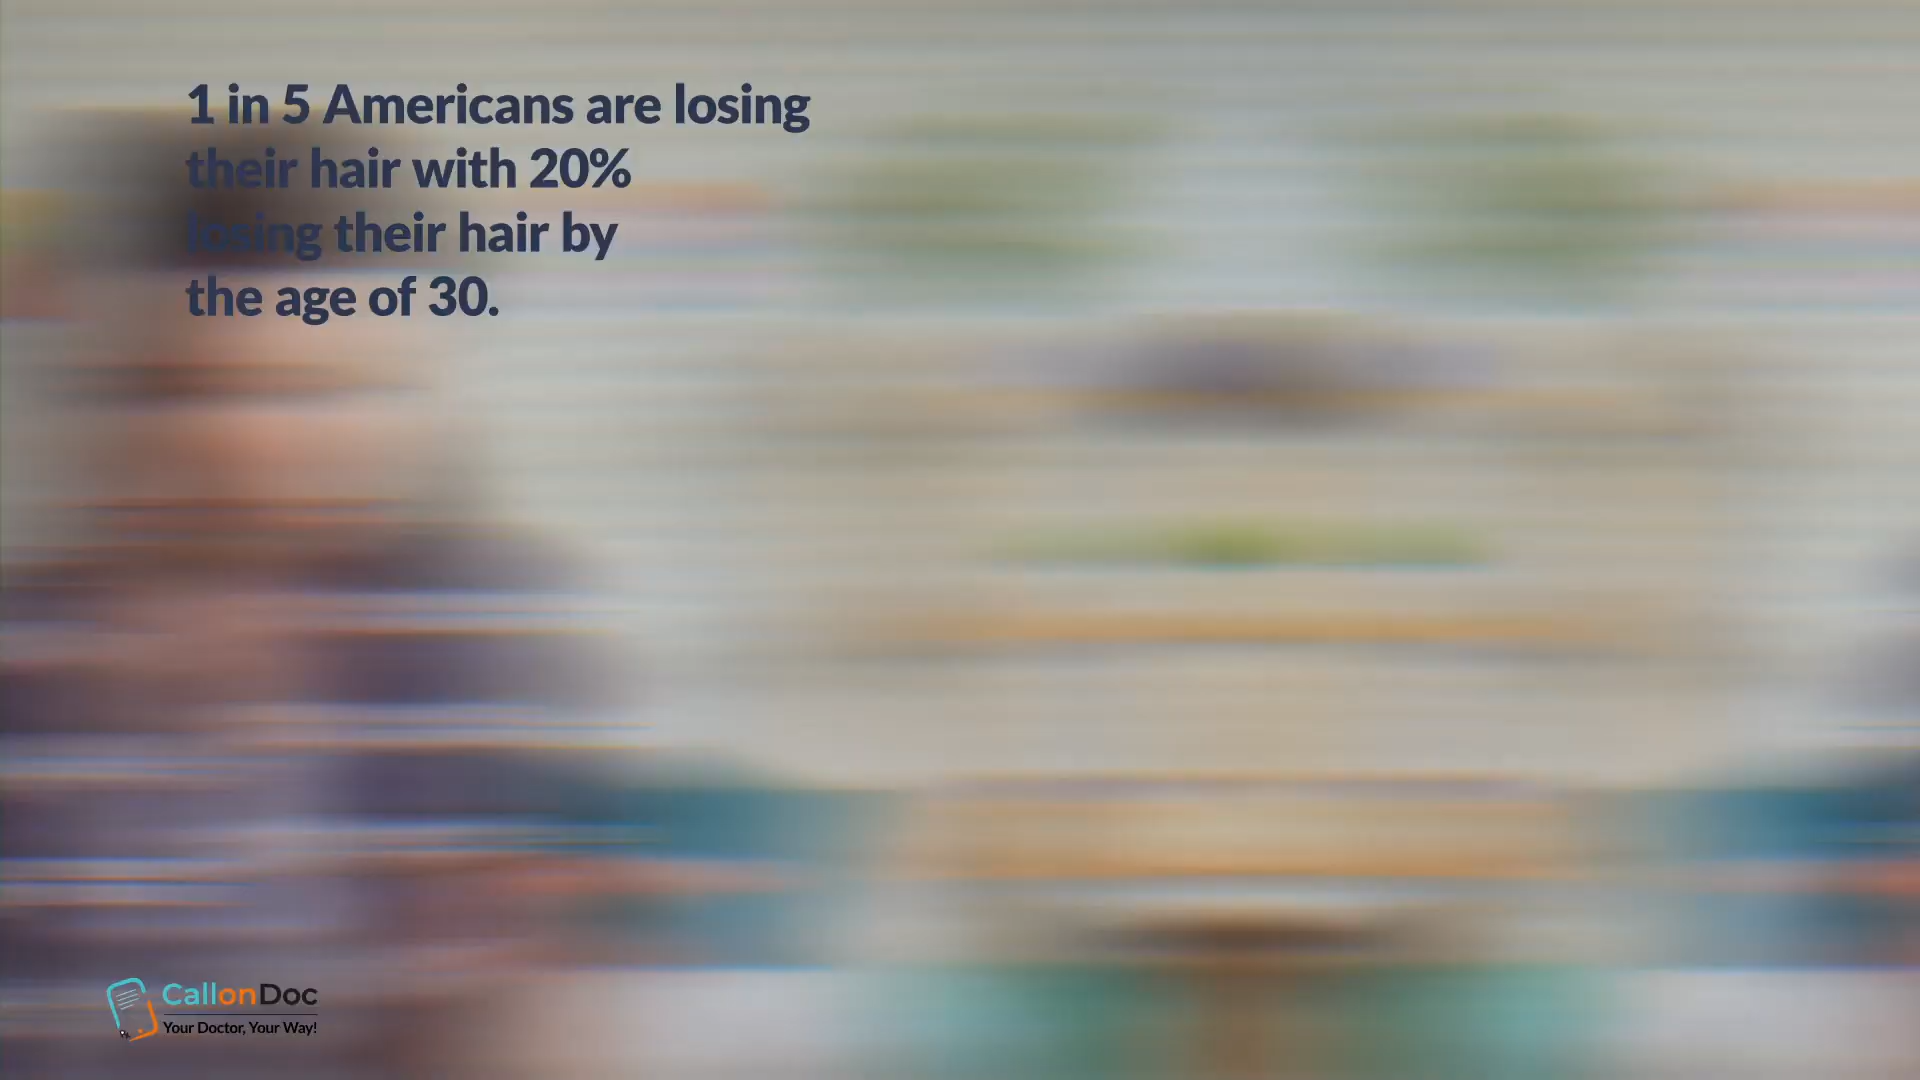 1 in 5 Americans are losing
their hair with 20%
losing their hair by
the age of 30.
CallonDoc
Your Doctor, Your Way!